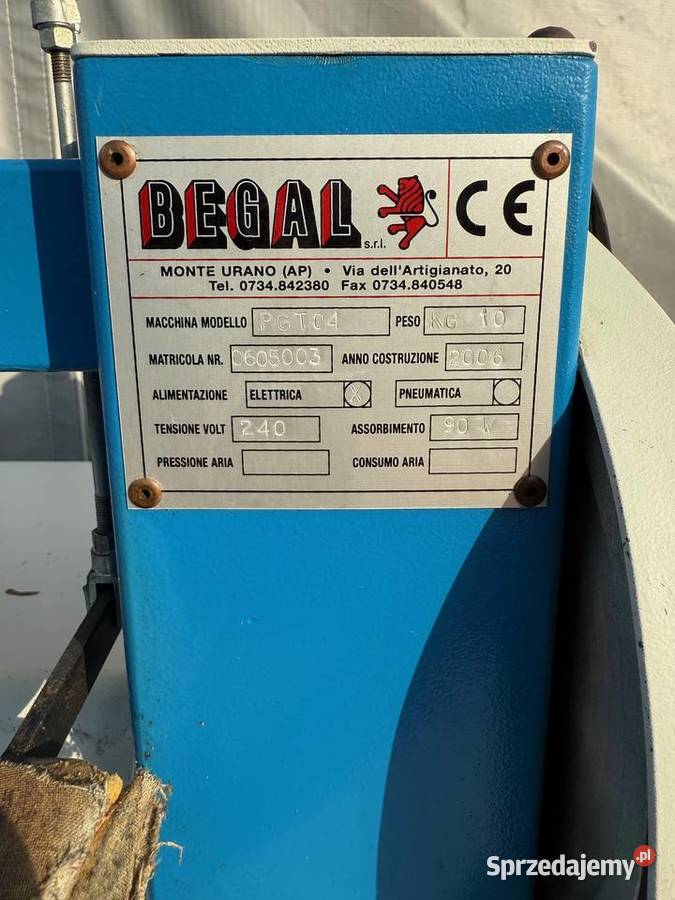 BEGAL s.r.l. CE
MONTE URANO (AP) • Via dell'Artigianato, 20
Tel. 0734.842380 Fax 0734.840548
MACCHINA MODELLO PGT04 PESO KG 10
MATRICOLA NR. 0605003 ANNO COSTRUZIONE 2006
ALIMENTAZIONE ELETTRICA X PNEUMATICA
TENSIONE VOLT 240 ASSORBIMENTO 90 W
PRESSIONE ARIA CONSUMO ARIA
Sprzedajemy.pl